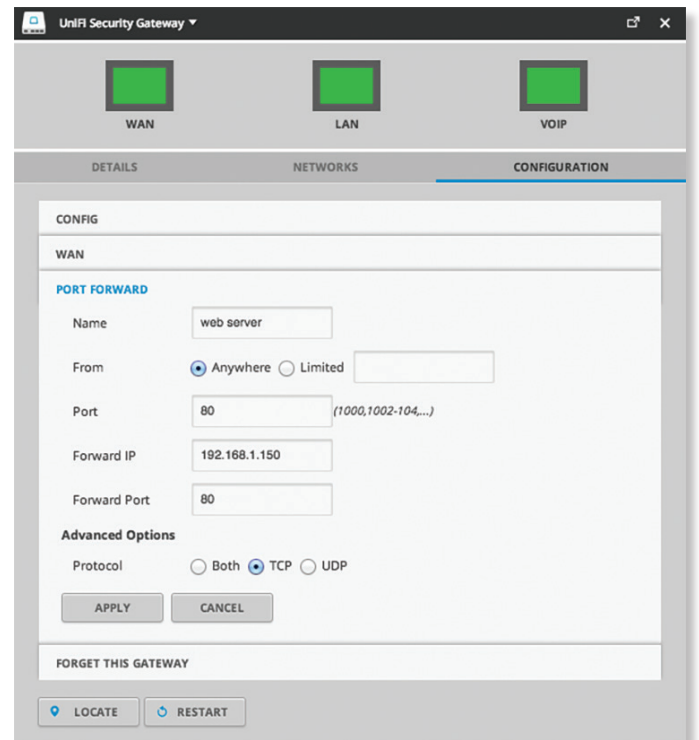 UniFi Security Gateway
WAN LAN VOIP
DETAILS NETWORKS CONFIGURATION
CONFIG
WAN
PORT FORWARD
Name web server
From Anywhere Limited
Port 80 (1000,1002-104,...)
Forward IP 192.168.1.150
Forward Port 80
Advanced Options
Protocol Both TCP UDP
APPLY CANCEL
FORGET THIS GATEWAY
LOCATE RESTART